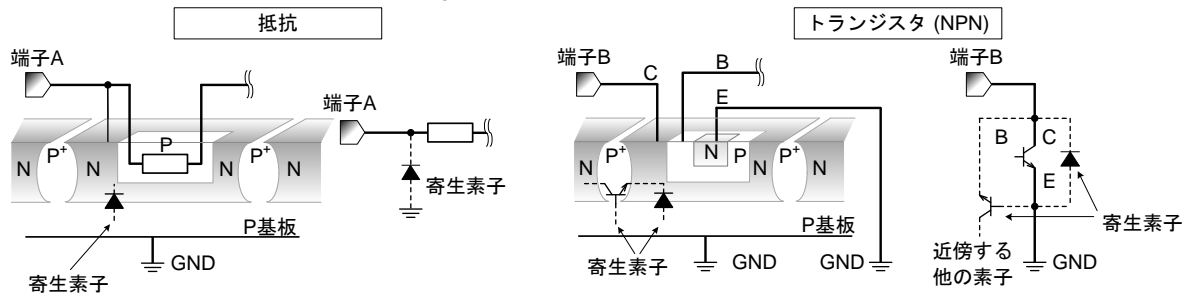 抵抗
トランジスタ (NPN)
端子A
端子A
P
N
P+
N
N
P+
N
寄生素子
P基板
GND
寄生素子
端子B
C
B
E
N
P+
N
N
P
P+
N
N
P基板
寄生素子
GND
GND
端子B
B
C
E
寄生素子
近傍する
他の素子
GND